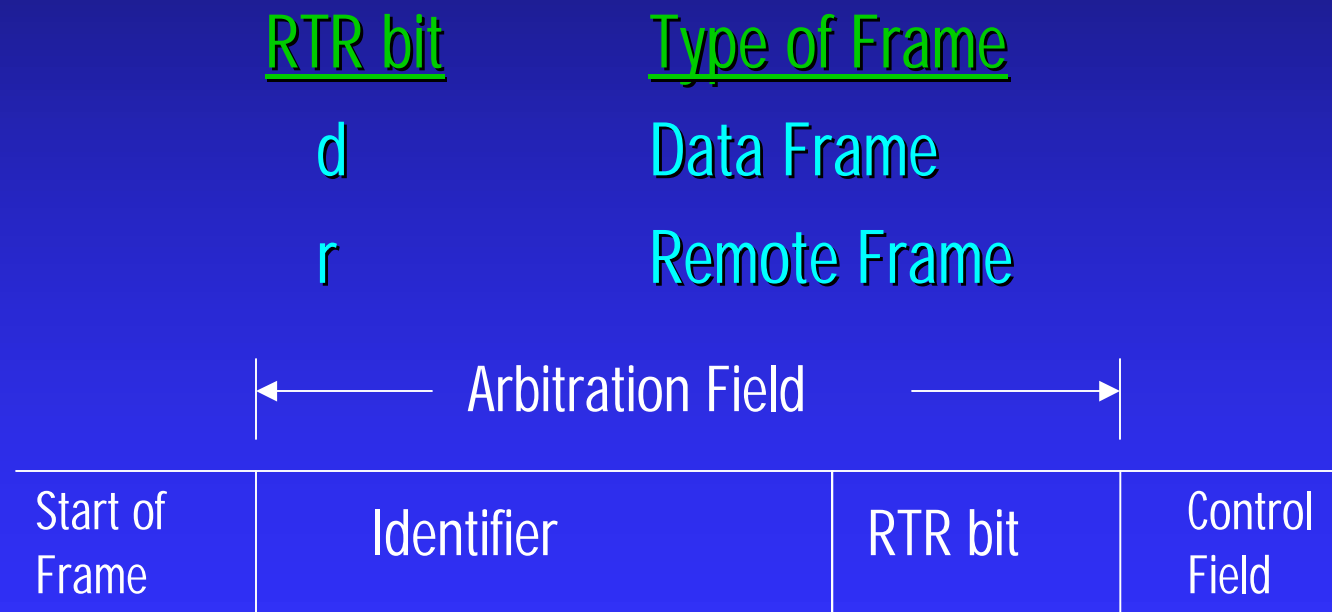 RTR bit Type of Frame
d Data Frame
r Remote Frame
Arbitration Field
Start of Frame Identifier RTR bit Control Field